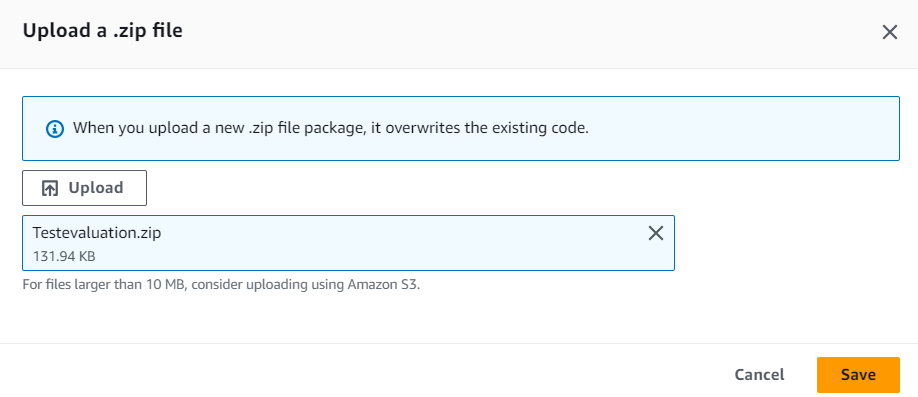 Upload a .zip file
When you upload a new .zip file package, it overwrites the existing code.
Upload
Testevaluation.zip
131.94 KB
For files larger than 10 MB, consider uploading using Amazon S3.
Cancel
Save